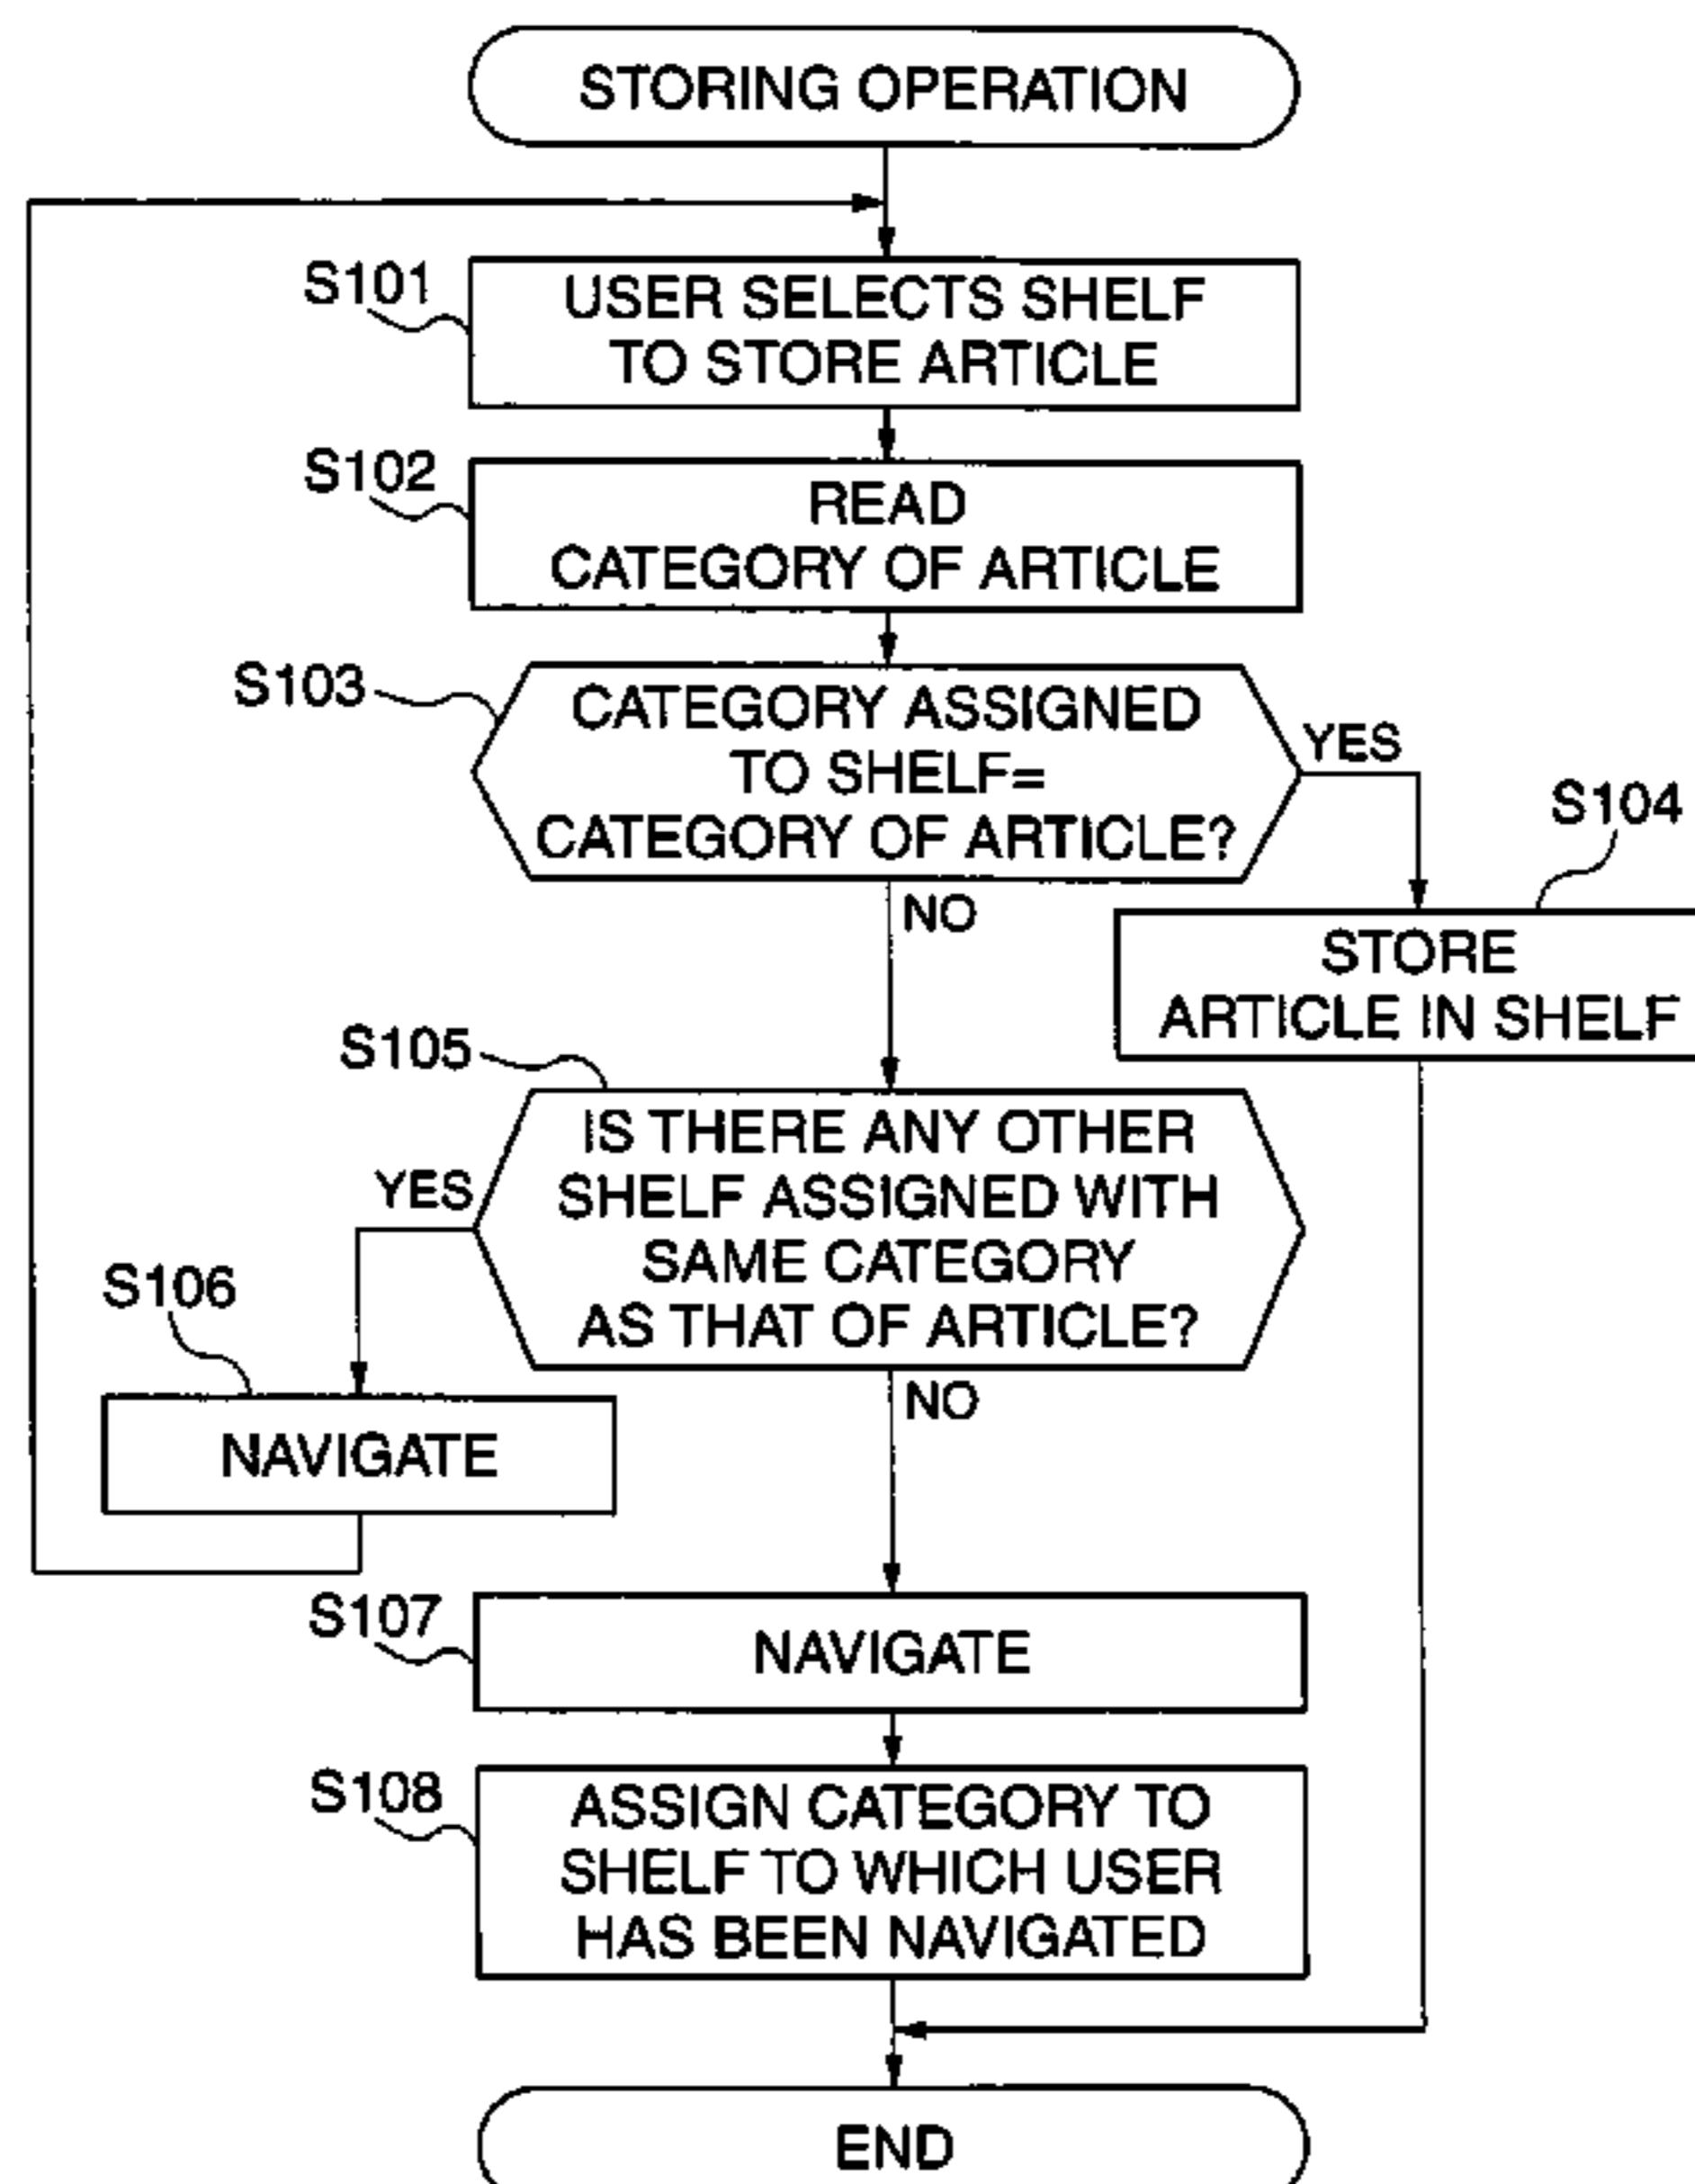 STORING OPERATION
S101
USER SELECTS SHELF
TO STORE ARTICLE
S102
READ
CATEGORY OF ARTICLE
S103
CATEGORY ASSIGNED
TO SHELF=
CATEGORY OF ARTICLE?
YES
S104
NO
STORE
ARTICLE IN SHELF
S105
IS THERE ANY OTHER
SHELF ASSIGNED WITH
SAME CATEGORY
AS THAT OF ARTICLE?
YES
S106
NO
NAVIGATE
S107
NAVIGATE
S108
ASSIGN CATEGORY TO
SHELF TO WHICH USER
HAS BEEN NAVIGATED
END